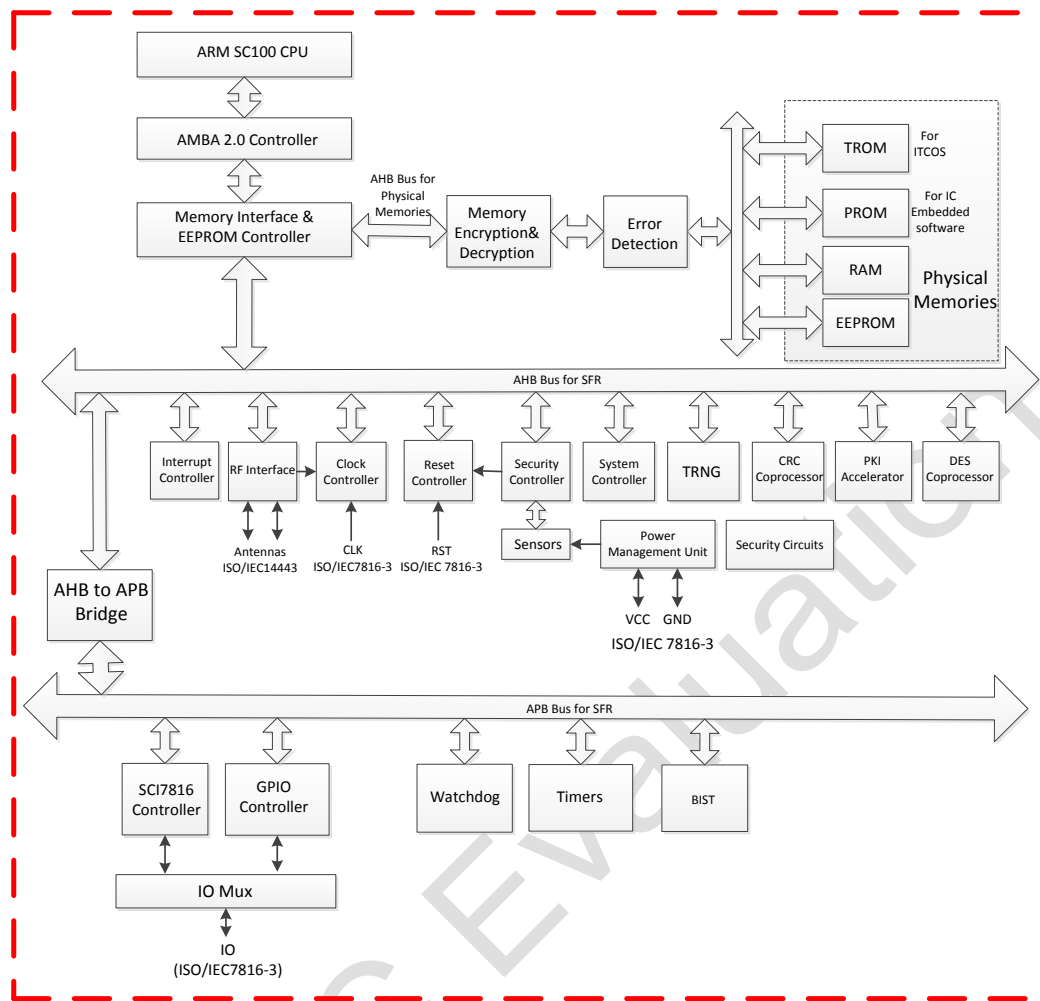 ARM SC100 CPU
AMBA 2.0 Controller
Memory Interface &
EEPROM Controller
AHB Bus for
Physical
Memories
Memory
Encryption&
Decryption
Error
Detection
TROM
For
ITCOS
PROM
For IC
Embedded
software
RAM
Physical
Memories
EEPROM
AHB Bus for SFR
Interrupt
Controller
RF Interface
Clock
Controller
Reset
Controller
Security
Controller
System
Controller
TRNG
CRC
Coprocessor
PKI
Accelerator
DES
Coprocessor
Antennas
ISO/IEC14443
CLK
ISO/IEC7816-3
RST
ISO/IEC 7816-3
Sensors
Power
Management Unit
Security Circuits
VCC
GND
ISO/IEC 7816-3
AHB to APB
Bridge
APB Bus for SFR
SCI7816
Controller
GPIO
Controller
Watchdog
Timers
BIST
IO Mux
IO
(ISO/IEC7816-3)
C Evaluation